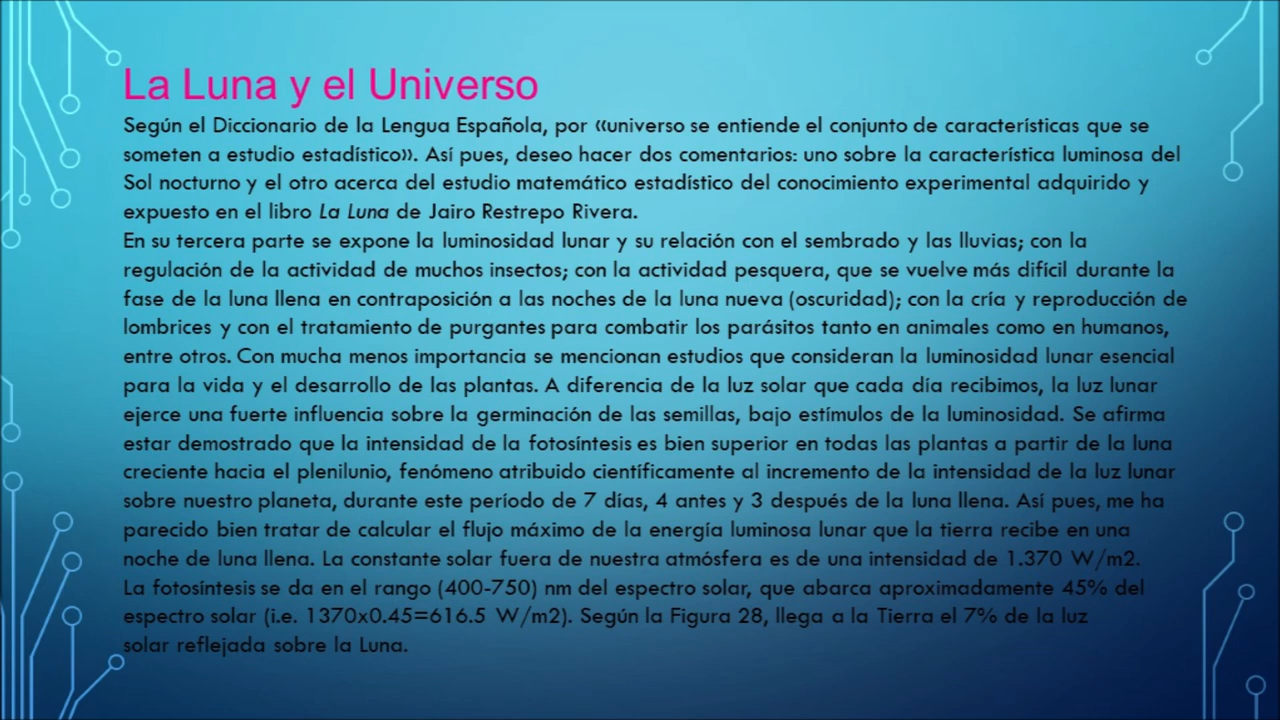 La Luna y el Universo
Según el Diccionario de la Lengua Española, por «universo se entiende el conjunto de características que se
someten a estudio estadístico». Así pues, deseo hacer dos comentarios: uno sobre la característica luminosa del
Sol nocturno y el otro acerca del estudio matemático estadístico del conocimiento experimental adquirido y
expuesto en el libro La Luna de Jairo Restrepo Rivera.
En su tercera parte se expone la luminosidad lunar y su relación con el sembrado y las lluvias; con la
regulación de la actividad de muchos insectos; con la actividad pesquera, que se vuelve más difícil durante la
fase de la luna llena en contraposición a las noches de la luna nueva (oscuridad); con la cría y reproducción de
lombrices y con el tratamiento de purgantes para combatir los parásitos tanto en animales como en humanos,
entre otros. Con mucha menos importancia se mencionan estudios que consideran la luminosidad lunar esencial
para la vida y el desarrollo de las plantas. A diferencia de la luz solar que cada día recibimos, la luz lunar
ejerce una fuerte influencia sobre la germinación de las semillas, bajo estímulos de la luminosidad. Se afirma
estar demostrado que la intensidad de la fotosíntesis es bien superior en todas las plantas a partir de la luna
creciente hacia el plenilunio, fenómeno atribuido científicamente al incremento de la intensidad de la luz lunar
sobre nuestro planeta, durante este período de 7 días, 4 antes y 3 después de la luna llena. Así pues, me ha
parecido bien tratar de calcular el flujo máximo de la energía luminosa lunar que la tierra recibe en una
noche de luna llena. La constante solar fuera de nuestra atmósfera es de una intensidad de 1.370 W/m2.
La fotosíntesis se da en el rango (400-750) nm del espectro solar, que abarca aproximadamente 45% del
espectro solar (i.e. 1370x0.45=616.5 W/m2). Según la Figura 28, llega a la Tierra el 7% de la luz
solar reflejada sobre la Luna.